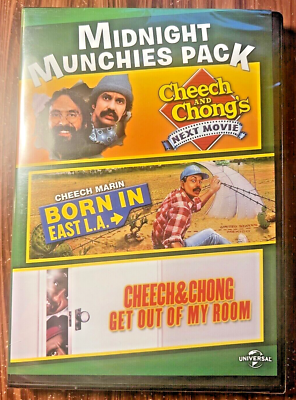 MIDNIGHT
MUNCHIES PACK
Cheech
AND
Chong's
NEXT MOVIE
CHEECH MARIN
BORN IN
EAST L.A.
CHEECH & CHONG
GET OUT OF MY ROOM
UNIVERSAL